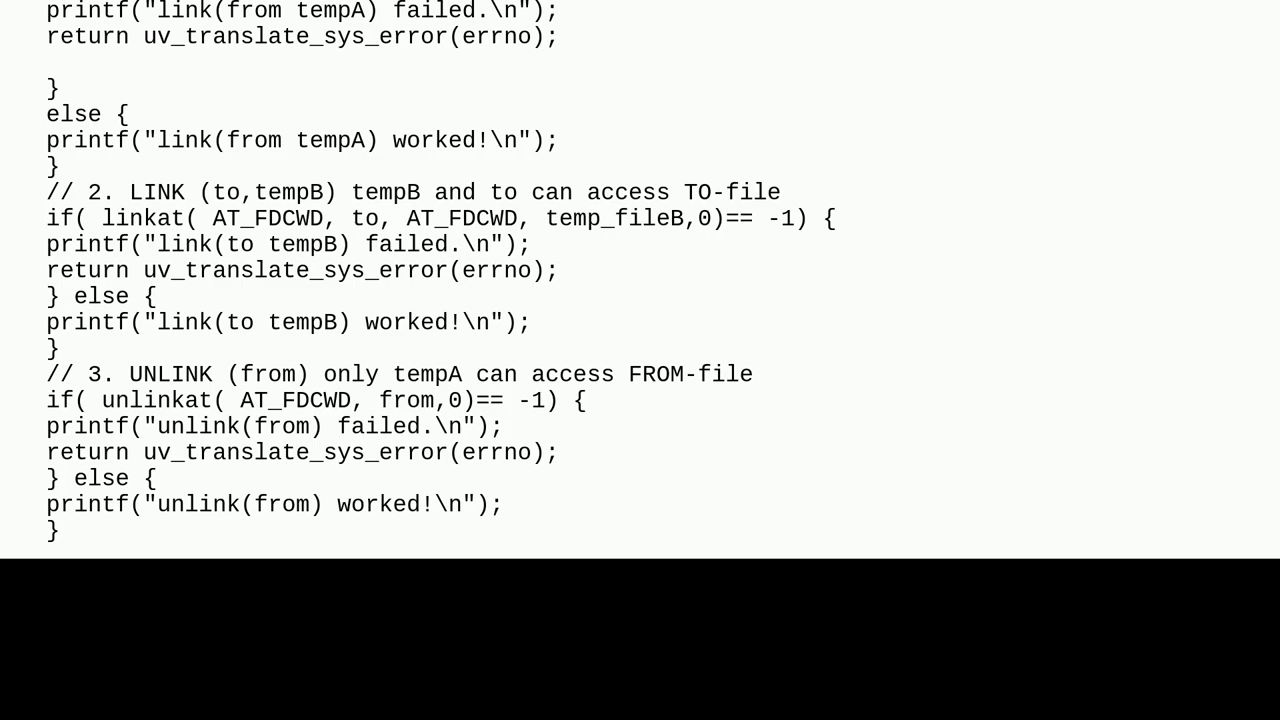 printf("link(from tempA) failed.\n");
return uv_translate_sys_error(errno);
}
else {
printf("link(from tempA) worked!\n");
}
// 2. LINK (to,tempB) tempB and to can access TO-file
if( linkat( AT_FDCWD, to, AT_FDCWD, temp_fileB,0)== -1) {
printf("link(to tempB) failed.\n");
return uv_translate_sys_error(errno);
} else {
printf("link(to tempB) worked!\n");
}
// 3. UNLINK (from) only tempA can access FROM-file
if( unlinkat( AT_FDCWD, from,0)== -1) {
printf("unlink(from) failed.\n");
return uv_translate_sys_error(errno);
} else {
printf("unlink(from) worked!\n");
}